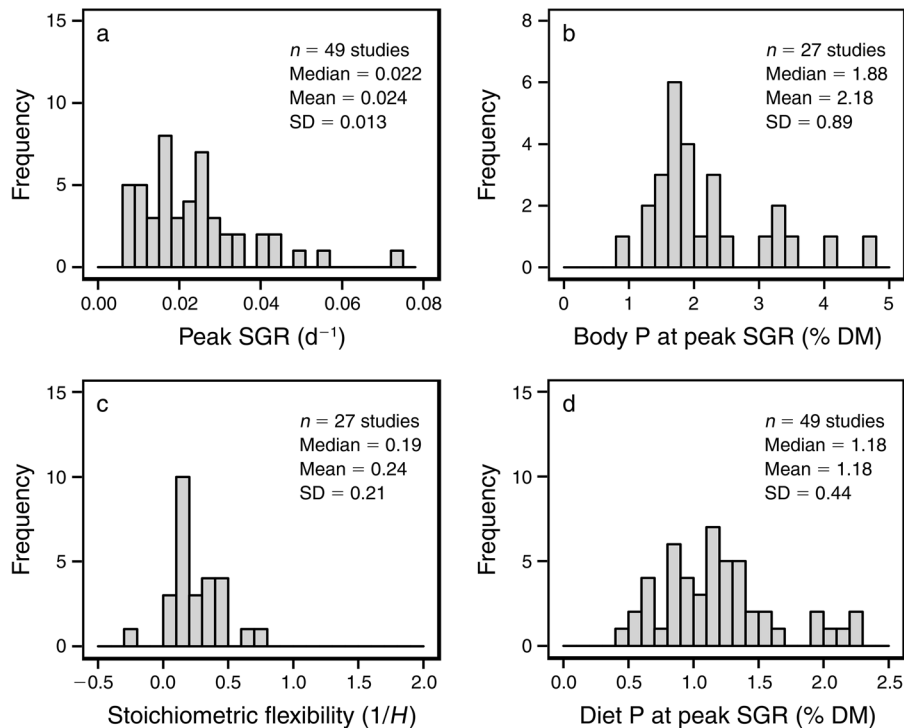 a
n = 49 studies
Median = 0.022
Mean = 0.024
SD = 0.013
Frequency
15
10
5
0
0.00 0.02 0.04 0.06 0.08
Peak SGR (d⁻¹)
b
n = 27 studies
Median = 1.88
Mean = 2.18
SD = 0.89
Frequency
8
6
4
2
0
0 1 2 3 4 5
Body P at peak SGR (% DM)
c
n = 27 studies
Median = 0.19
Mean = 0.24
SD = 0.21
Frequency
15
10
5
0
−0.5 0.0 0.5 1.0 1.5 2.0
Stoichiometric flexibility (1/H)
d
n = 49 studies
Median = 1.18
Mean = 1.18
SD = 0.44
Frequency
15
10
5
0
0.0 0.5 1.0 1.5 2.0 2.5
Diet P at peak SGR (% DM)